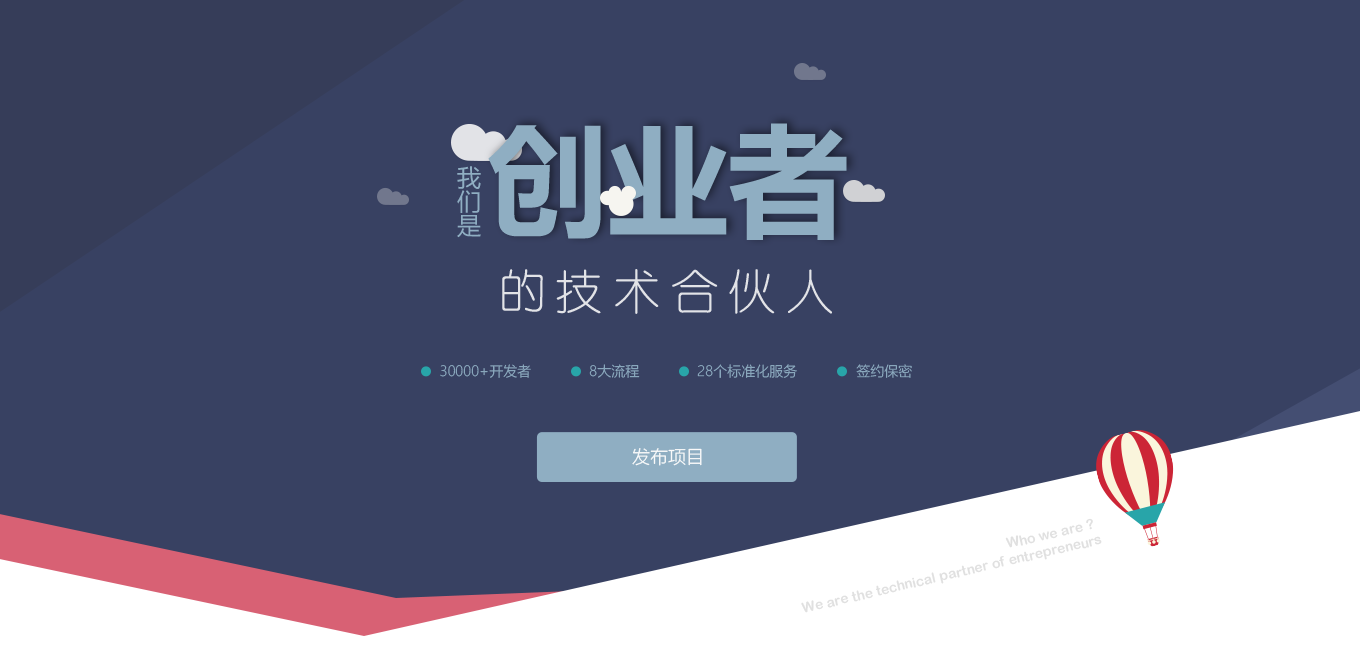 我们是
创业者
的技术合伙人
30000+开发者
8大流程
28个标准化服务
签约保密
发布项目
Who we are ?
We are the technical partner of entrepreneurs